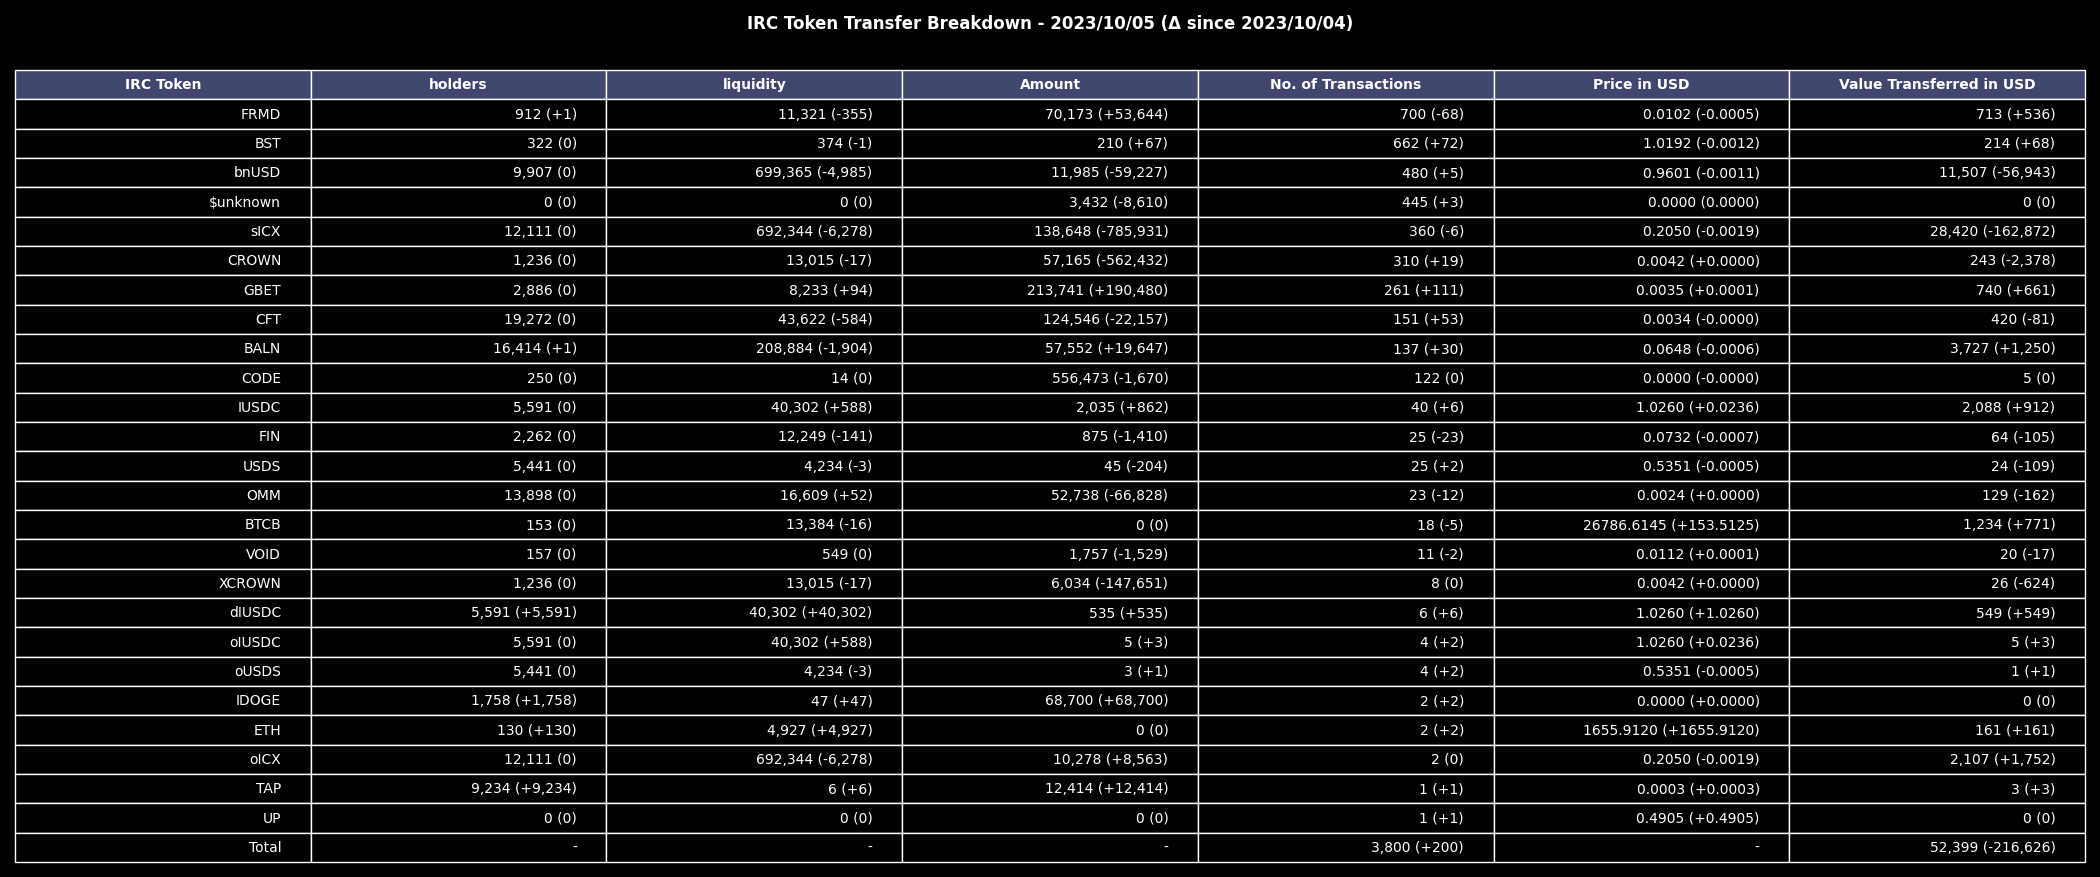 IRC Token Transfer Breakdown - 2023/10/05 (Δ since 2023/10/04)
IRC Token holders liquidity Amount No. of Transactions Price in USD Value Transferred in USD
FRMD 912 (+1) 11,321 (-355) 70,173 (+53,644) 700 (-68) 0.0102 (-0.0005) 713 (+536)
BST 322 (0) 374 (-1) 210 (+67) 662 (+72) 1.0192 (-0.0012) 214 (+68)
bnUSD 9,907 (0) 699,365 (-4,985) 11,985 (-59,227) 480 (+5) 0.9601 (-0.0011) 11,507 (-56,943)
$unknown 0 (0) 0 (0) 3,432 (-8,610) 445 (+3) 0.0000 (0.0000) 0 (0)
sICX 12,111 (0) 692,344 (-6,278) 138,648 (-785,931) 360 (-6) 0.2050 (-0.0019) 28,420 (-162,872)
CROWN 1,236 (0) 13,015 (-17) 57,165 (-562,432) 310 (+19) 0.0042 (+0.0000) 243 (-2,378)
GBET 2,886 (0) 8,233 (+94) 213,741 (+190,480) 261 (+111) 0.0035 (+0.0001) 740 (+661)
CFT 19,272 (0) 43,622 (-584) 124,546 (-22,157) 151 (+53) 0.0034 (-0.0000) 420 (-81)
BALN 16,414 (+1) 208,884 (-1,904) 57,552 (+19,647) 137 (+30) 0.0648 (-0.0006) 3,727 (+1,250)
CODE 250 (0) 14 (0) 556,473 (-1,670) 122 (0) 0.0000 (-0.0000) 5 (0)
IUSDC 5,591 (0) 40,302 (+588) 2,035 (+862) 40 (+6) 1.0260 (+0.0236) 2,088 (+912)
FIN 2,262 (0) 12,249 (-141) 875 (-1,410) 25 (-23) 0.0732 (-0.0007) 64 (-105)
USDS 5,441 (0) 4,234 (-3) 45 (-204) 25 (+2) 0.5351 (-0.0005) 24 (-109)
OMM 13,898 (0) 16,609 (+52) 52,738 (-66,828) 23 (-12) 0.0024 (+0.0000) 129 (-162)
BTCB 153 (0) 13,384 (-16) 0 (0) 18 (-5) 26786.6145 (+153.5125) 1,234 (+771)
VOID 157 (0) 549 (0) 1,757 (-1,529) 11 (-2) 0.0112 (+0.0001) 20 (-17)
XCROWN 1,236 (0) 13,015 (-17) 6,034 (-147,651) 8 (0) 0.0042 (+0.0000) 26 (-624)
dIUSDC 5,591 (+5,591) 40,302 (+40,302) 535 (+535) 6 (+6) 1.0260 (+1.0260) 549 (+549)
oIUSDC 5,591 (0) 40,302 (+588) 5 (+3) 4 (+2) 1.0260 (+0.0236) 5 (+3)
oUSDS 5,441 (0) 4,234 (-3) 3 (+1) 4 (+2) 0.5351 (-0.0005) 1 (+1)
IDOGE 1,758 (+1,758) 47 (+47) 68,700 (+68,700) 2 (+2) 0.0000 (+0.0000) 0 (0)
ETH 130 (+130) 4,927 (+4,927) 0 (0) 2 (+2) 1655.9120 (+1655.9120) 161 (+161)
oICX 12,111 (0) 692,344 (-6,278) 10,278 (+8,563) 2 (0) 0.2050 (-0.0019) 2,107 (+1,752)
TAP 9,234 (+9,234) 6 (+6) 12,414 (+12,414) 1 (+1) 0.0003 (+0.0003) 3 (+3)
UP 0 (0) 0 (0) 0 (0) 1 (+1) 0.4905 (+0.4905) 0 (0)
Total - - - 3,800 (+200) - 52,399 (-216,626)